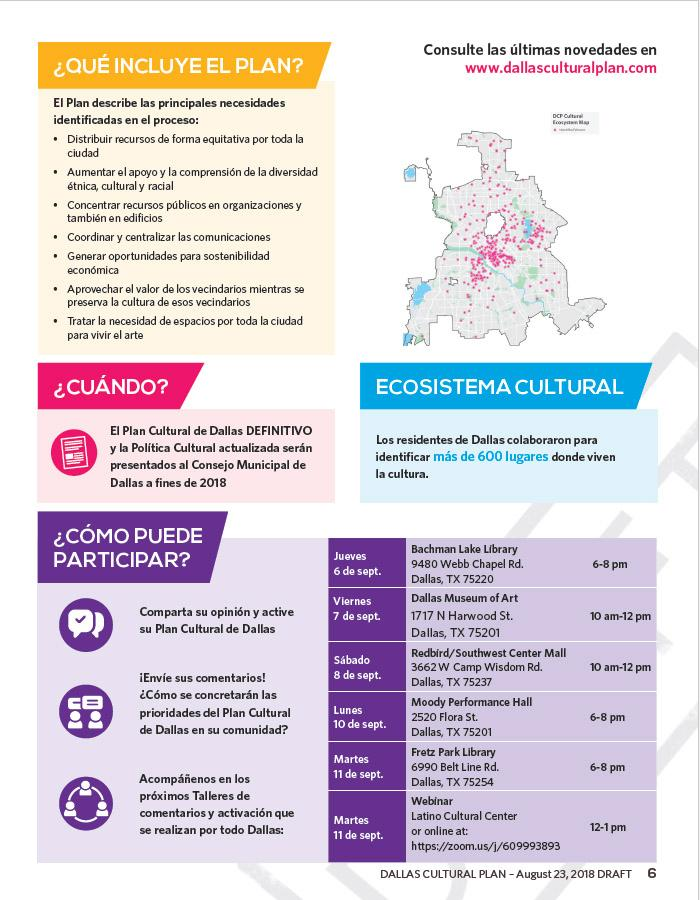 ¿QUÉ INCLUYE EL PLAN?
El Plan describe las principales necesidades
identificadas en el proceso:
• Distribuir recursos de forma equitativa por toda la
ciudad
• Aumentar el apoyo y la comprensión de la diversidad
étnica, cultural y racial
• Concentrar recursos públicos en organizaciones y
también en edificios
• Coordinar y centralizar las comunicaciones
• Generar oportunidades para sostenibilidad
económica
• Aprovechar el valor de los vecindarios mientras se
preserva la cultura de esos vecindarios
• Tratar la necesidad de espacios por toda la ciudad
para vivir el arte
Consulte las últimas novedades en
www.dallasculturalplan.com
DCP Cultural
Ecosystem Map
¿CUÁNDO?
El Plan Cultural de Dallas DEFINITIVO
y la Política Cultural actualizada serán
presentados al Consejo Municipal de
Dallas a fines de 2018
ECOSISTEMA CULTURAL
Los residentes de Dallas colaboraron para
identificar más de 600 lugares donde viven
la cultura.
¿CÓMO PUEDE
PARTICIPAR?
Comparta su opinión y active
su Plan Cultural de Dallas
¡Envíe sus comentarios!
¿Cómo se concretarán las
prioridades del Plan Cultural
de Dallas en su comunidad?
Acompáñenos en los
próximos Talleres de
comentarios y activación que
se realizan por todo Dallas:
Jueves
6 de sept.
Bachman Lake Library
9480 Webb Chapel Rd.
Dallas, TX 75220
6-8 pm
Viernes
7 de sept.
Dallas Museum of Art
1717 N Harwood St.
Dallas, TX 75201
10 am-12 pm
Sábado
8 de sept.
Redbird/Southwest Center Mall
3662 W Camp Wisdom Rd.
Dallas, TX 75237
10 am-12 pm
Lunes
10 de sept.
Moody Performance Hall
2520 Flora St.
Dallas, TX 75201
6-8 pm
Martes
11 de sept.
Fretz Park Library
6990 Belt Line Rd.
Dallas, TX 75254
6-8 pm
Martes
11 de sept.
Webinar
Latino Cultural Center
or online at:
https://zoom.us/j/609993893
12-1 pm
DALLAS CULTURAL PLAN – August 23, 2018 DRAFT 6